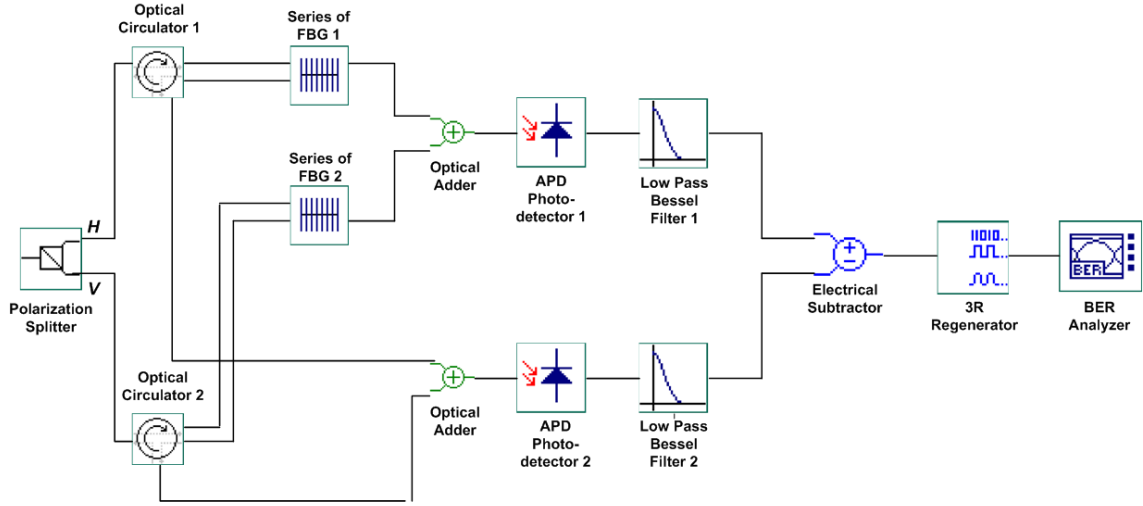 Optical
Circulator 1
Series of
FBG 1
Series of
FBG 2
Optical
Adder
APD
Photo-
detector 1
Low Pass
Bessel
Filter 1
H
V
Polarization
Splitter
Electrical
Subtractor
11010..
3R
Regenerator
BER
BER
Analyzer
Optical
Circulator 2
Optical
Adder
APD
Photo-
detector 2
Low Pass
Bessel
Filter 2